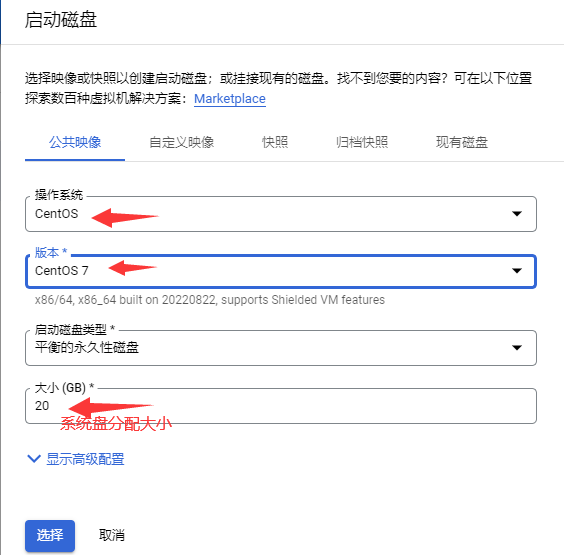 启动磁盘
选择映像或快照以创建启动磁盘；或挂接现有的磁盘。找不到您要的内容？可在以下位置
探索数百种虚拟机解决方案：Marketplace
公共映像 自定义映像 快照 归档快照 现有磁盘
操作系统
CentOS
版本 *
CentOS 7
x86/64, x86_64 built on 20220822, supports Shielded VM features
启动磁盘类型 *
平衡的永久性磁盘
大小 (GB) *
20
系统盘分配大小
显示高级配置
选择 取消